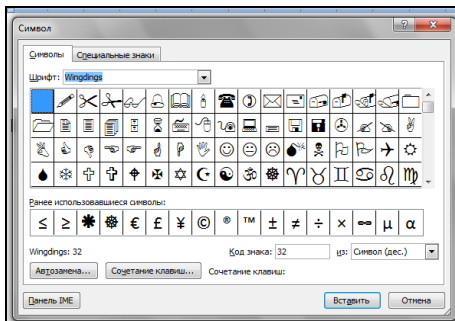 Символ
Символы Специальные знаки
Шрифт: Wingdings
Ранее использовавшиеся символы:
≤ ≥ ✱ ☸ € £ ¥ © ® ™ ± ≠ ÷ × ∞ µ α
Wingdings: 32 Код знака: 32 из: Символ (дес.)
Автозамена... Сочетание клавиш... Сочетание клавиш:
Панель IME Вставить Отмена